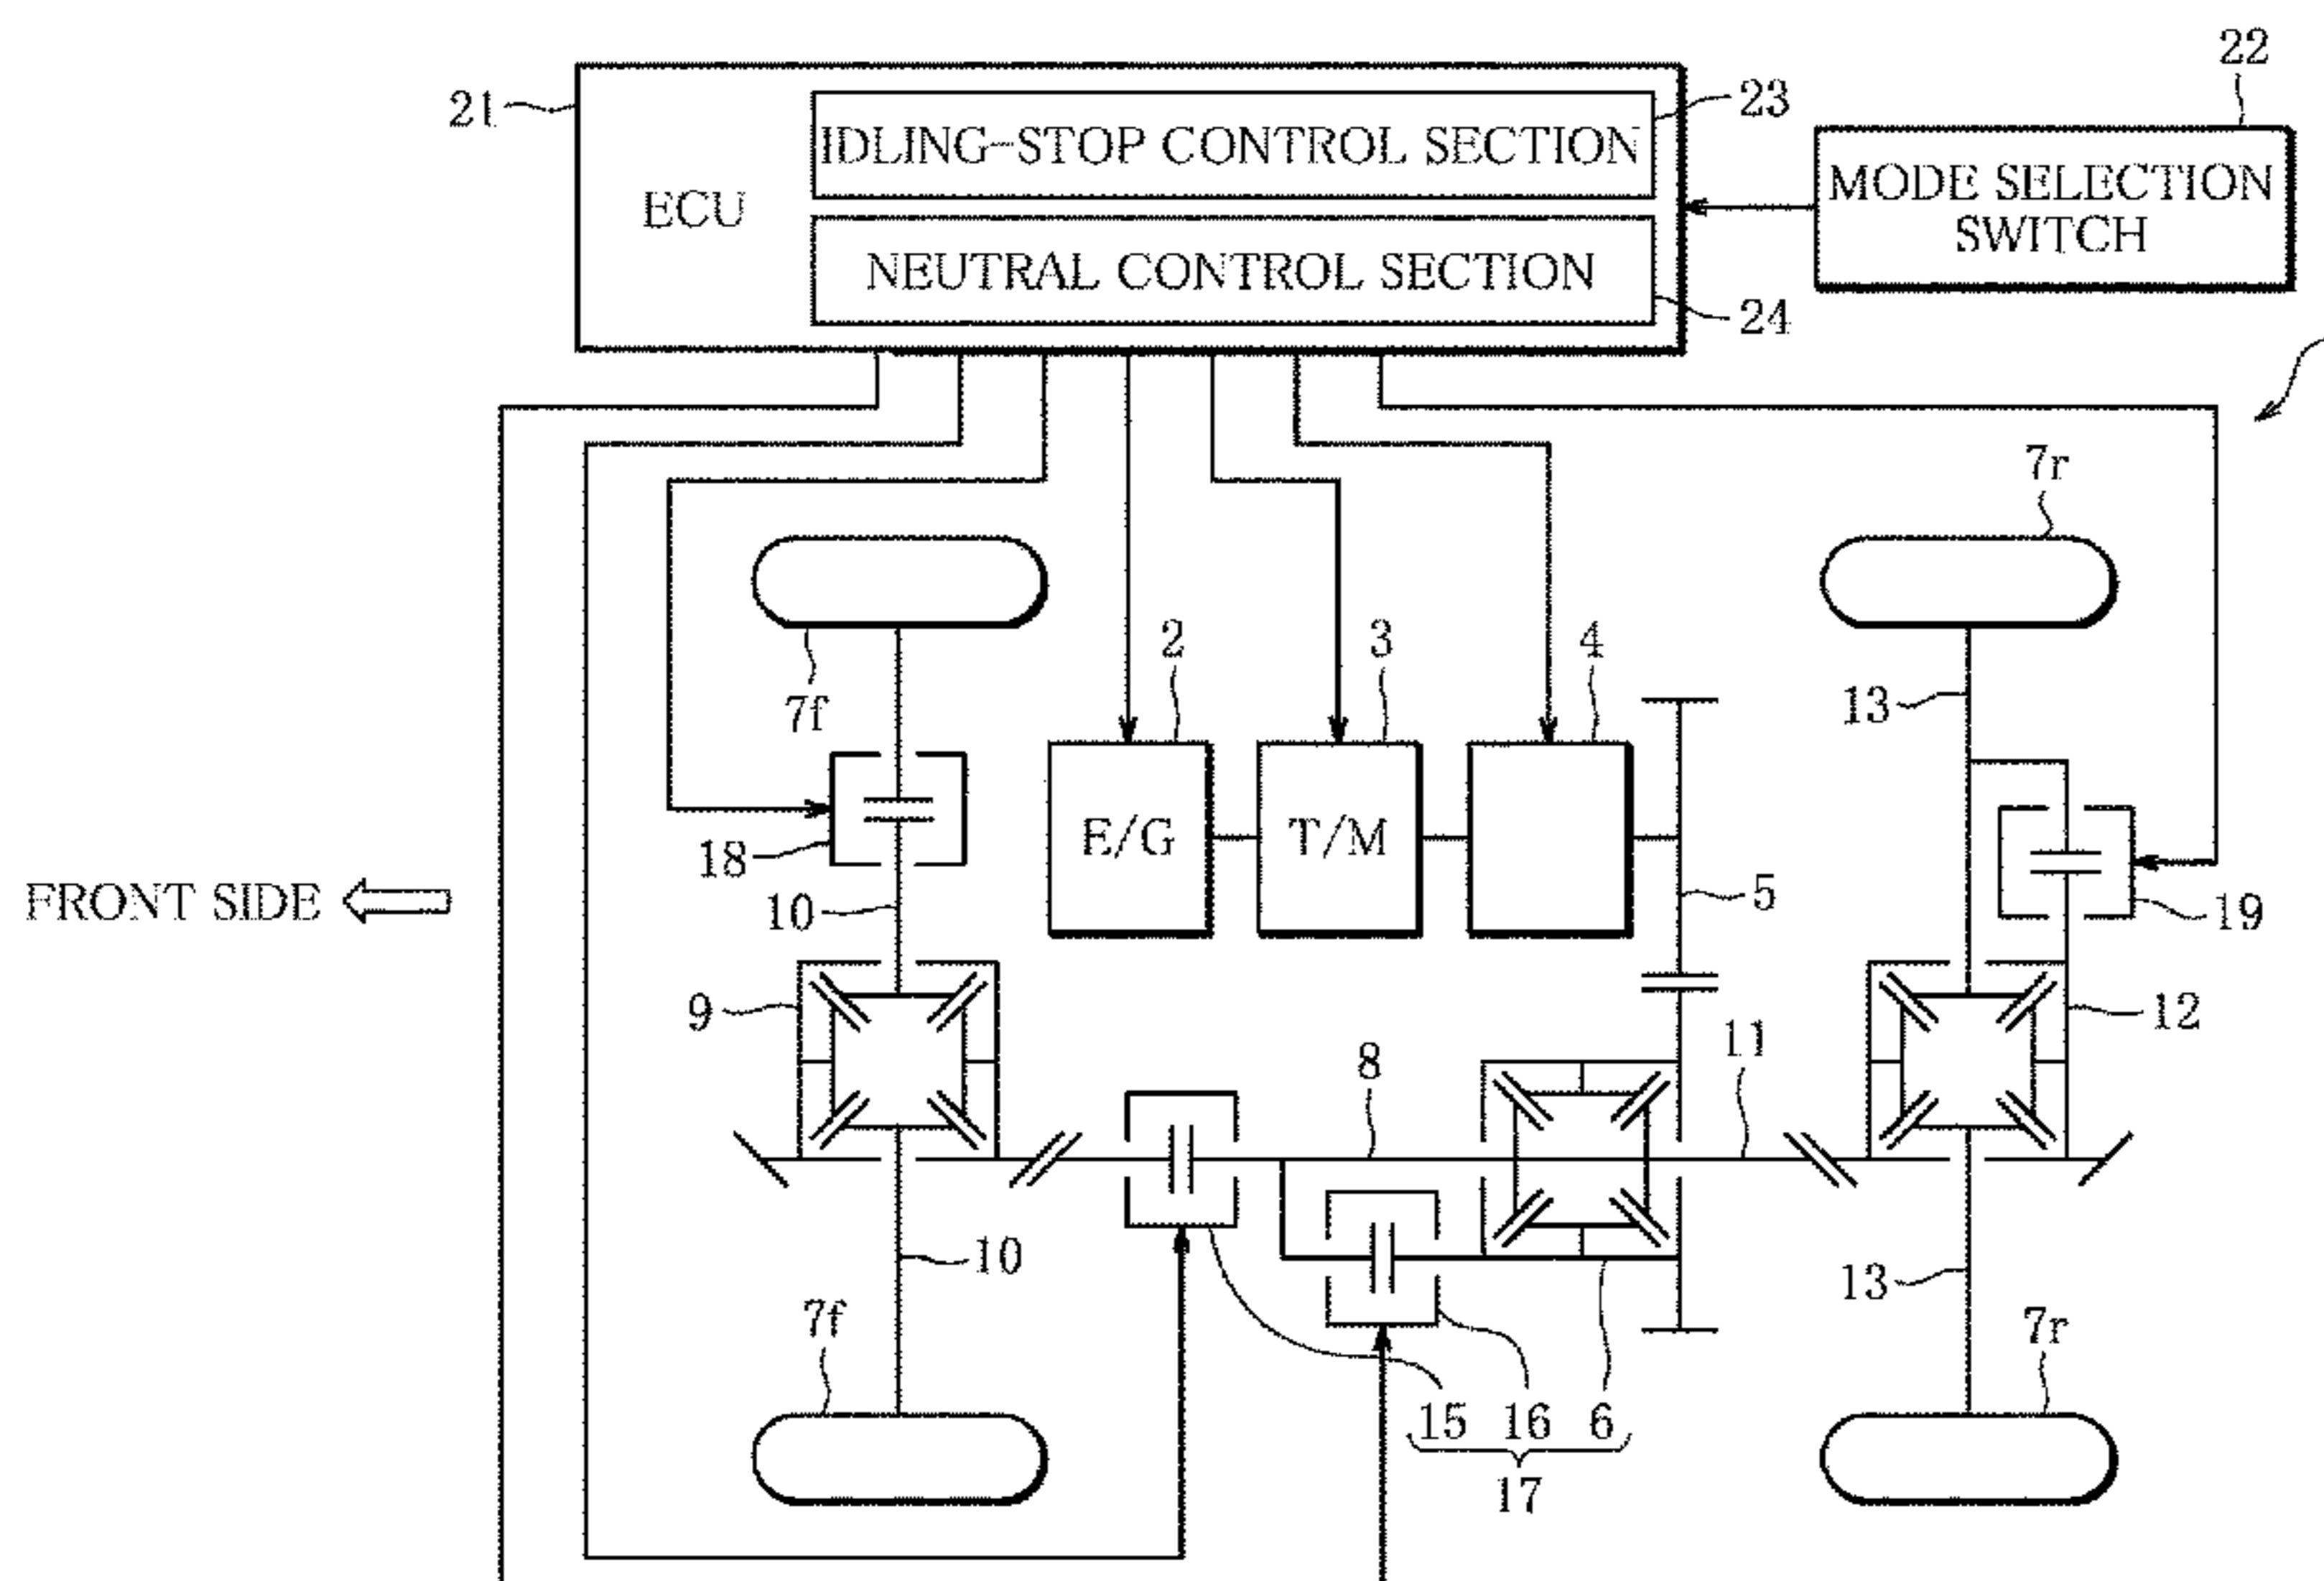 22
21
23
IDLING-STOP CONTROL SECTION
MODE SELECTION
SWITCH
ECU
NEUTRAL CONTROL SECTION
24
7r
2
3
4
7f
13
E/G
T/M
18
5
FRONT SIDE
10
19
9
12
8
11
10
13
7f
7r
15 16 6
17